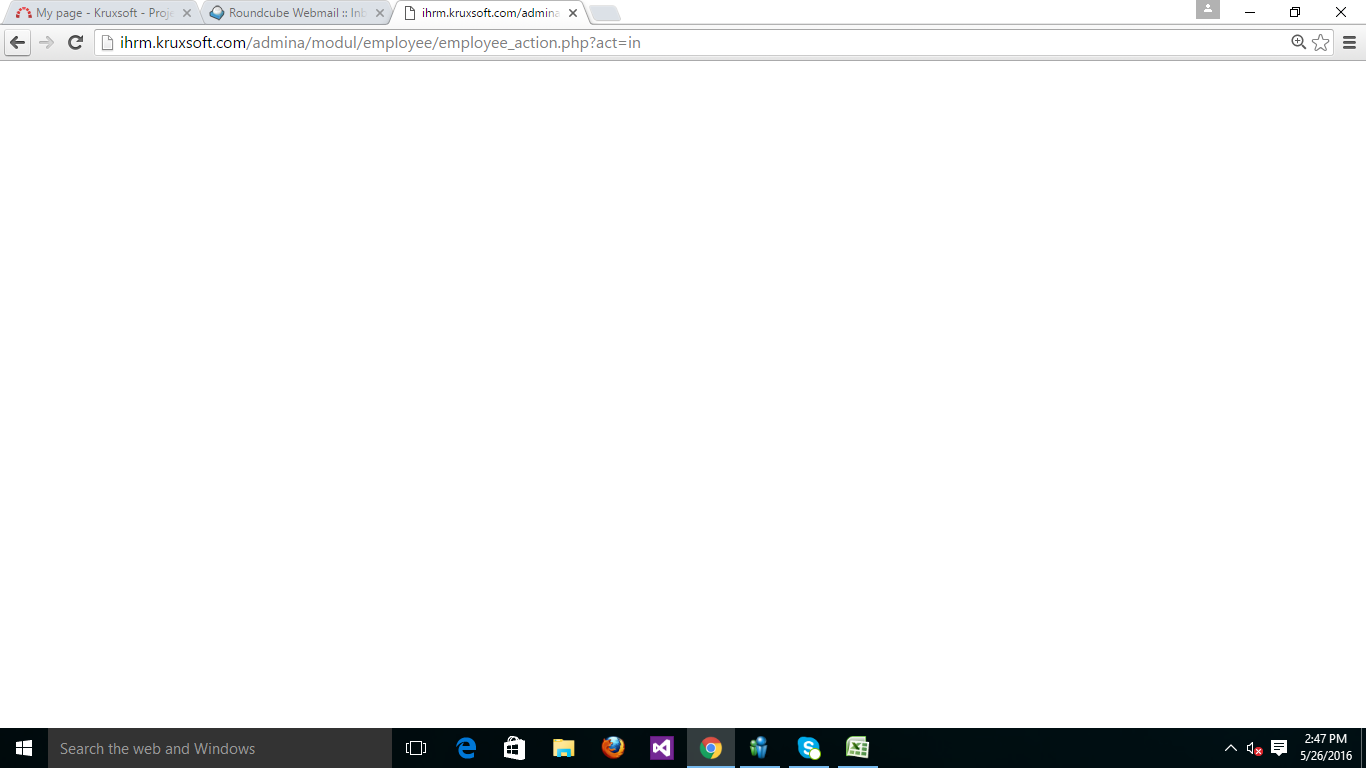 My page - Kruxsoft - Proje
Roundcube Webmail :: Inb
ihrm.kruxsoft.com/admina
ihrm.kruxsoft.com/admina/modul/employee/employee_action.php?act=in
Search the web and Windows
2:47 PM
5/26/2016